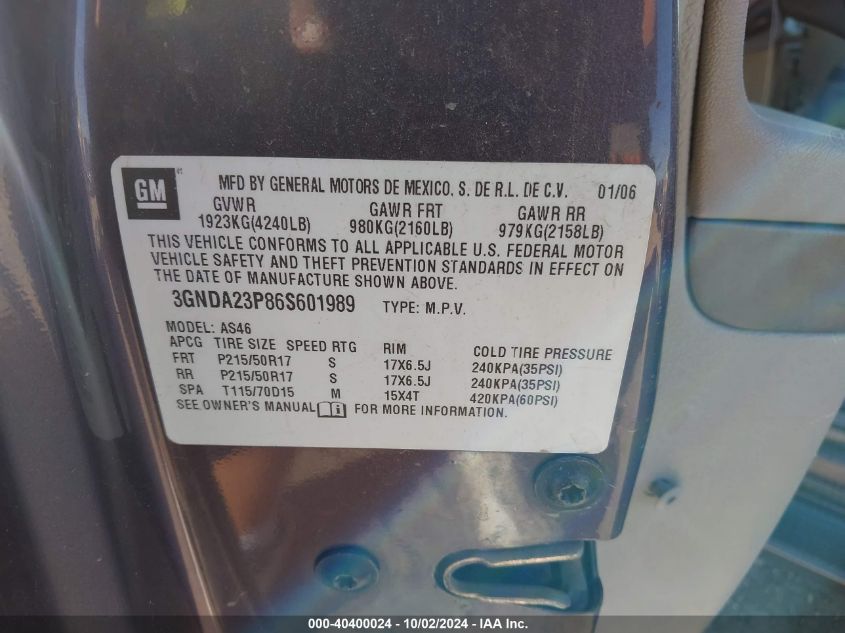 GM
MFD BY GENERAL MOTORS DE MEXICO. S. DE R.L. DE C.V. 01/06
GVWR GAWR FRT GAWR RR
1923KG(4240LB) 980KG(2160LB) 979KG(2158LB)
THIS VEHICLE CONFORMS TO ALL APPLICABLE U.S. FEDERAL MOTOR
VEHICLE SAFETY AND THEFT PREVENTION STANDARDS IN EFFECT ON
THE DATE OF MANUFACTURE SHOWN ABOVE.
3GNDA23P86S601989 TYPE: M.P.V.
MODEL: AS46
APCG TIRE SIZE SPEED RTG RIM COLD TIRE PRESSURE
FRT P215/50R17 S 17X6.5J 240KPA(35PSI)
RR P215/50R17 S 17X6.5J 240KPA(35PSI)
SPA T115/70D15 M 15X4T 420KPA(60PSI)
SEE OWNER'S MANUAL i FOR MORE INFORMATION.
000-40400024 - 10/02/2024 - IAA Inc.